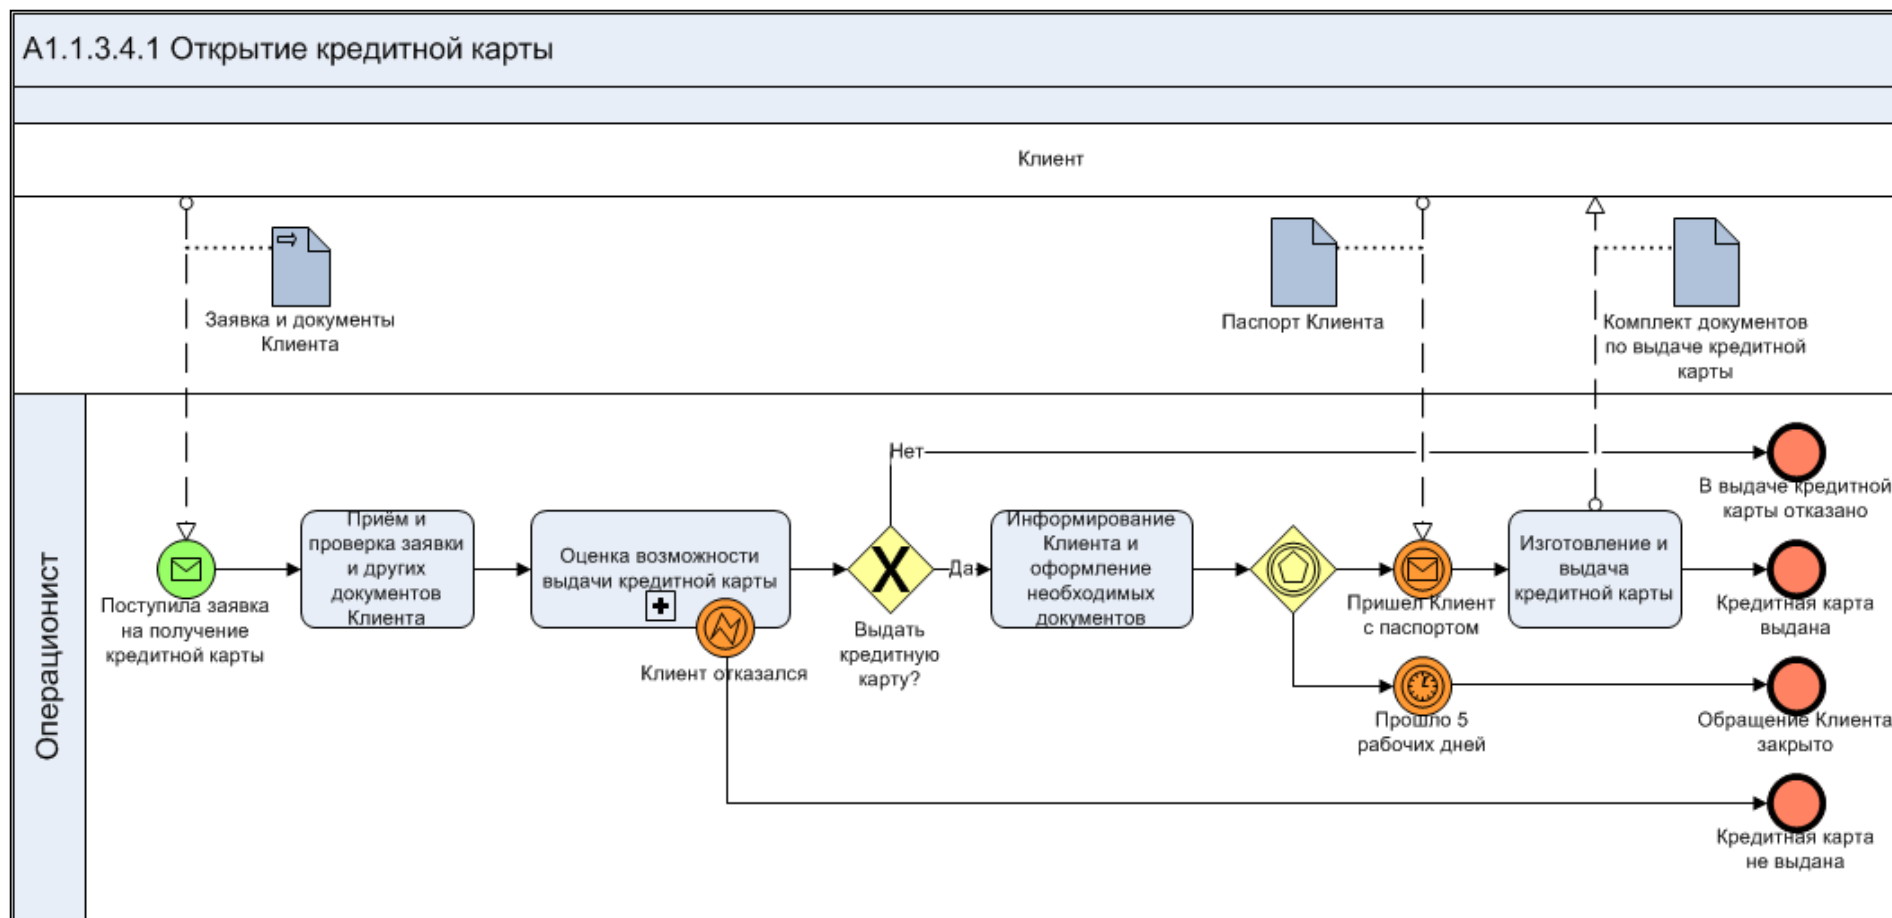 А1.1.3.4.1 Открытие кредитной карты
Клиент
Заявка и документы
Клиента
Паспорт Клиента
Комплект документов
по выдаче кредитной
карты
Операционист
Поступила заявка
на получение
кредитной карты
Приём и
проверка заявки
и других
документов
Клиента
Оценка возможности
выдачи кредитной карты
Клиент отказался
Нет
Да
Выдать
кредитную
карту?
Информирование
Клиента и
оформление
необходимых
документов
Пришел Клиент
с паспортом
Прошло 5
рабочих дней
Изготовление и
выдача
кредитной карты
В выдаче кредитной
карты отказано
Кредитная карта
выдана
Обращение Клиента
закрыто
Кредитная карта
не выдана